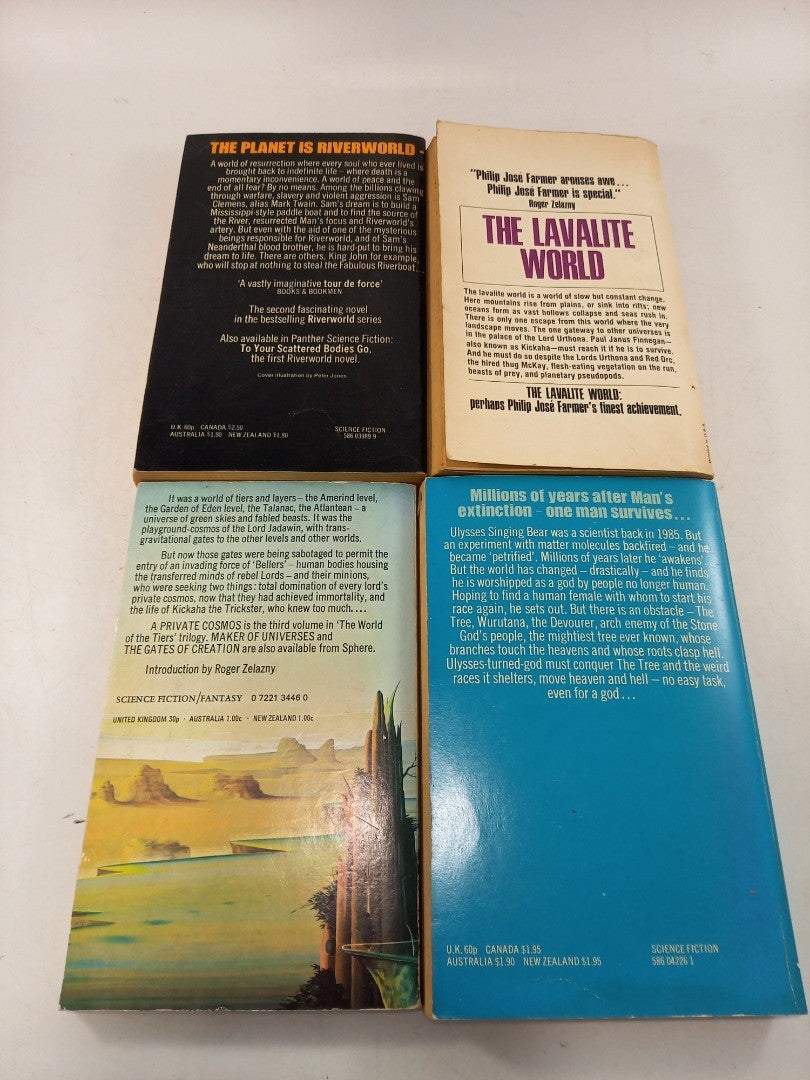 THE PLANET IS RIVERWORLD -
A world of resurrection where every soul who ever lived is
brought back to indefinite life – where death is a
momentary inconvenience. A world of peace and the
end of all fear? By no means. Among the billions clawing
through warfare, slavery and violent aggression is Sam
Clemens, alias Mark Twain. Sam's dream is to build a
Mississippi-style paddle boat and to find the source of
the River, resurrected Man's focus and Riverworld's
artery. But even with the aid of one of the mysterious
beings responsible for Riverworld, and of Sam's
Neanderthal blood brother, he is hard-put to bring his
dream to life. There are others, King John for example,
who will stop at nothing to steal the Fabulous Riverboat...
'A vastly imaginative tour de force'
BOOKS & BOOKMEN
The second fascinating novel
in the bestselling Riverworld series
Also available in Panther Science Fiction:
To Your Scattered Bodies Go,
the first Riverworld novel.
Cover illustration by Peter Jones
U.K. 60p CANADA $2.50
AUSTRALIA $1.80 NEW ZEALAND $1.80
SCIENCE FICTION
586 03989 9
"Philip José Farmer arouses awe...
Philip José Farmer is special."
Roger Zelazny
THE LAVALITE
WORLD
The lavalite world is a world of slow but constant change.
Here mountains rise from plains, or sink into rifts; new
oceans form as vast hollows collapse and seas rush in.
There is only one escape from this world where the very
landscape moves. The one gateway to other universes is
in the palace of the Lord Urthona. Paul Janus Finnegan—
also known as Kickaha—must reach it if he is to survive.
And he must do so despite the Lords Urthona and Red Orc,
the hired thug McKay, flesh-eating vegetation on the run,
beasts of prey, and planetary pseudopods.
THE LAVALITE WORLD:
perhaps Philip José Farmer's finest achievement.
It was a world of tiers and layers – the Amerind level,
the Garden of Eden level, the Talanac, the Atlantean – a
universe of green skies and fabled beasts. It was the
playground-cosmos of the Lord Jadawin, with trans-
gravitational gates to the other levels and other worlds.
But now those gates were being sabotaged to permit the
entry of an invading force of 'Bellers' – human bodies housing
the transferred minds of rebel Lords – and their minions,
who were seeking two things: total domination of every lord's
private cosmos, now that they had achieved immortality, and
the life of Kickaha the Trickster, who knew too much....
A PRIVATE COSMOS is the third volume in 'The World
of the Tiers' trilogy. MAKER OF UNIVERSES and
THE GATES OF CREATION are also available from Sphere.
Introduction by Roger Zelazny
SCIENCE FICTION/FANTASY 0 7221 3446 0
UNITED KINGDOM 30p · AUSTRALIA 1.00c · NEW ZEALAND 1.00c
Millions of years after Man's
extinction – one man survives...
Ulysses Singing Bear was a scientist back in 1985. But
an experiment with matter molecules backfired – and he
became 'petrified'. Millions of years later he 'awakens'.
But the world has changed – drastically – and he finds
he is worshipped as a god by people no longer human.
Hoping to find a human female with whom to start his
race again, he sets out. But there is an obstacle – The
Tree, Wurutana, the Devourer, arch enemy of the Stone
God's people, the mightiest tree ever known, whose
branches touch the heavens and whose roots clasp hell.
Ulysses-turned-god must conquer The Tree and the weird
races it shelters, move heaven and hell – no easy task,
even for a god...
U.K. 60p CANADA $1.95
AUSTRALIA $1.90 NEW ZEALAND $1.95
SCIENCE FICTION
586 04226 1